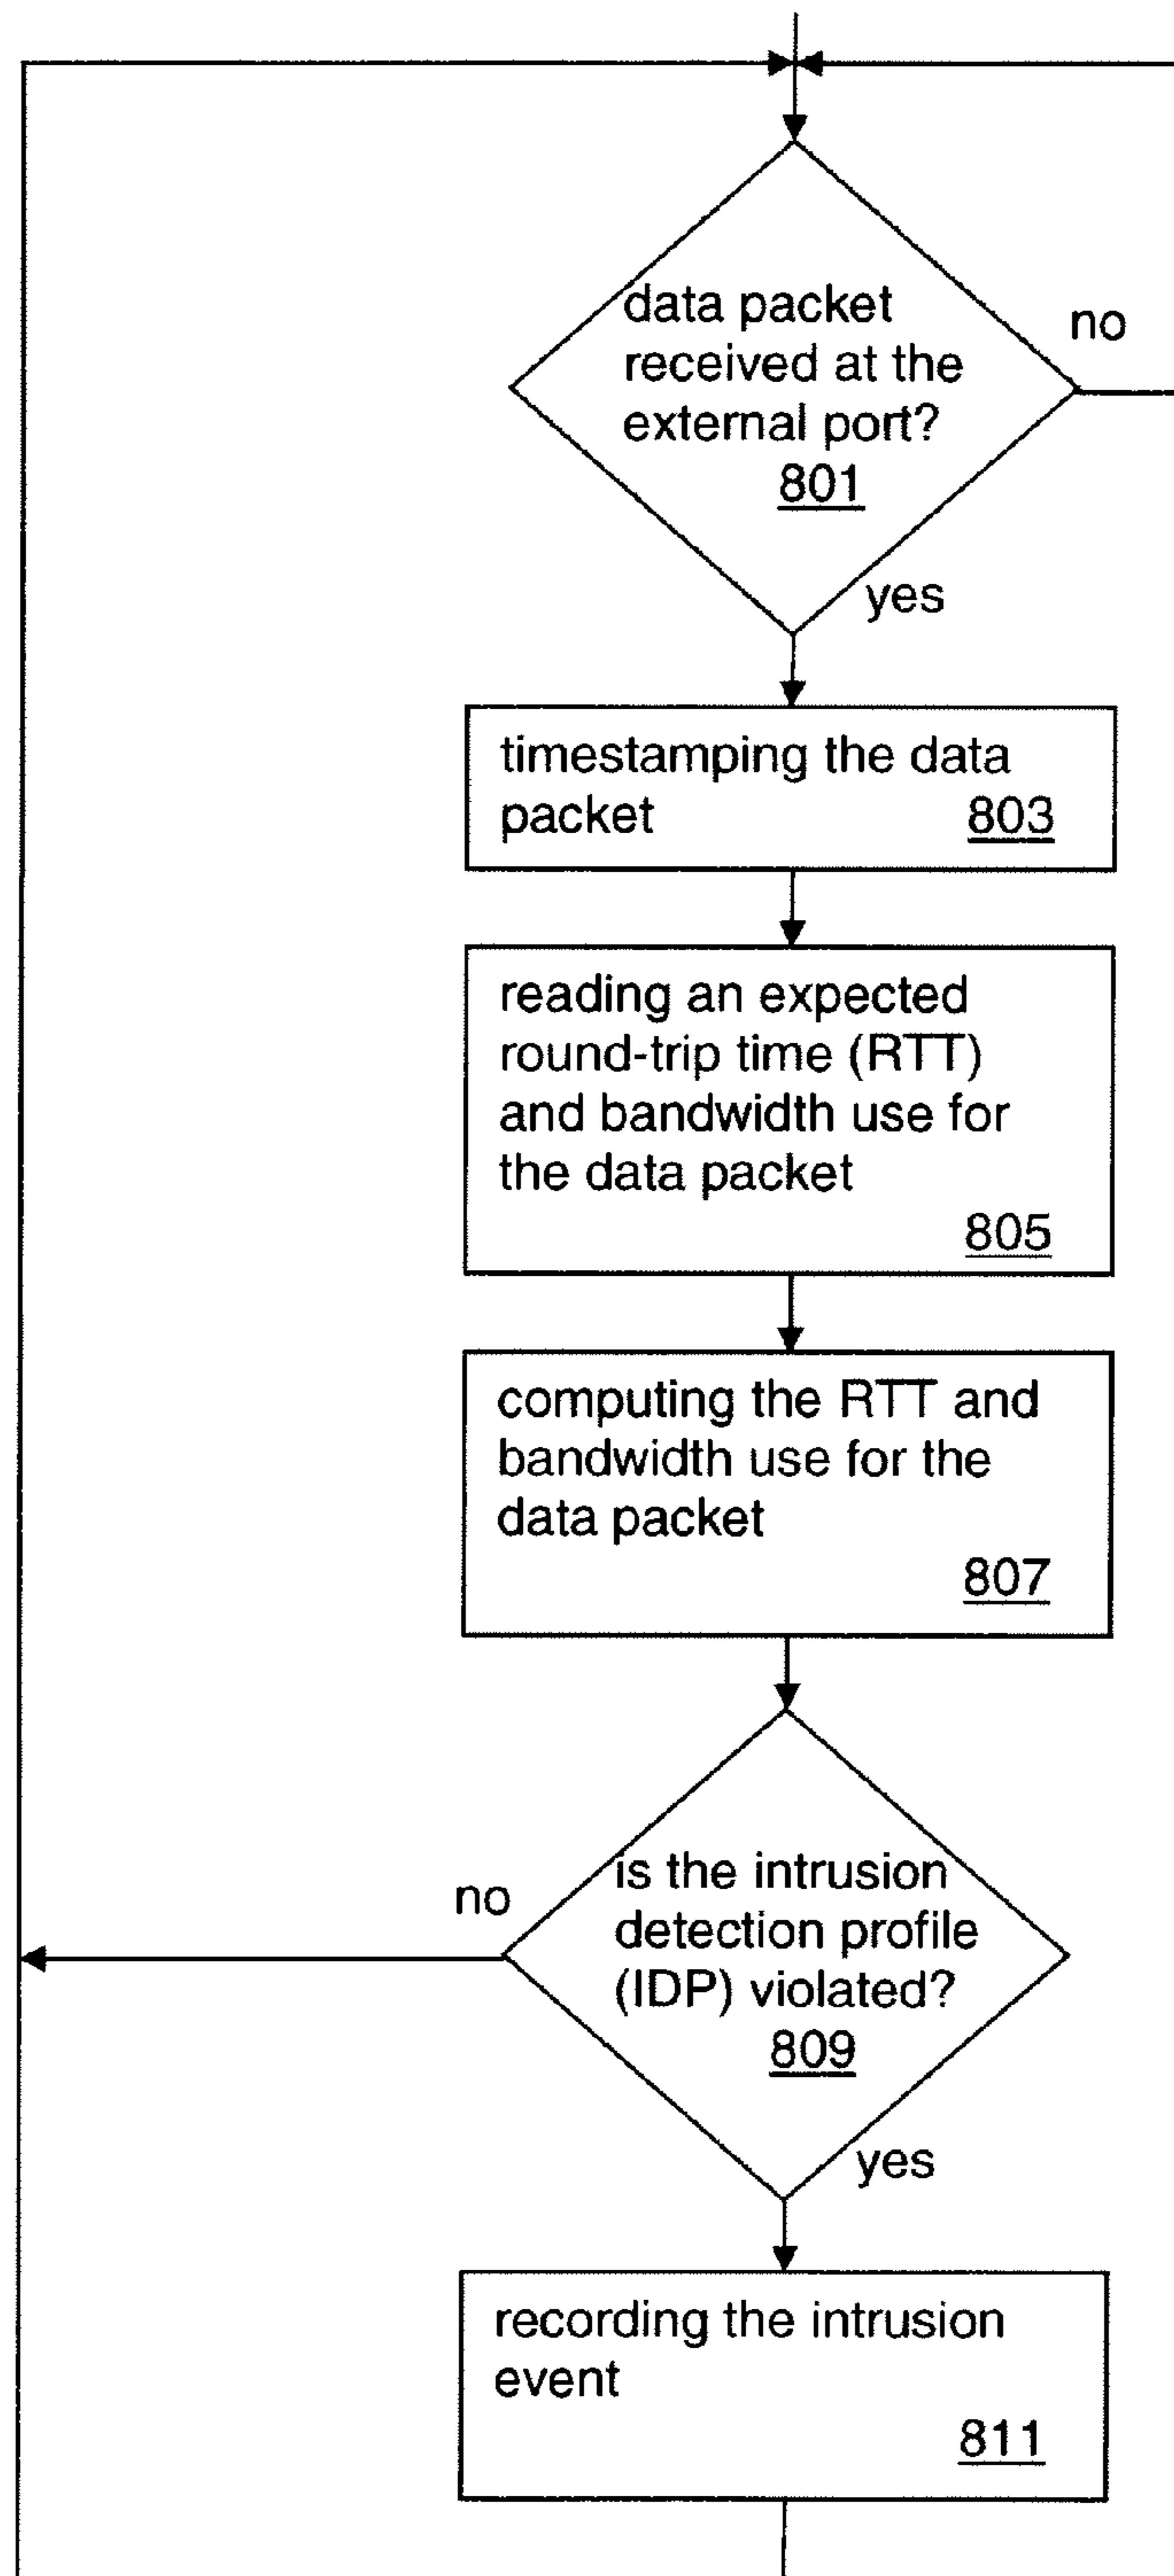 data packet
received at the
external port?
801
no
yes
timestamping the data
packet 803
reading an expected
round-trip time (RTT)
and bandwidth use for
the data packet
805
computing the RTT and
bandwidth use for the
data packet
807
no
is the intrusion
detection profile
(IDP) violated?
809
yes
recording the intrusion
event
811